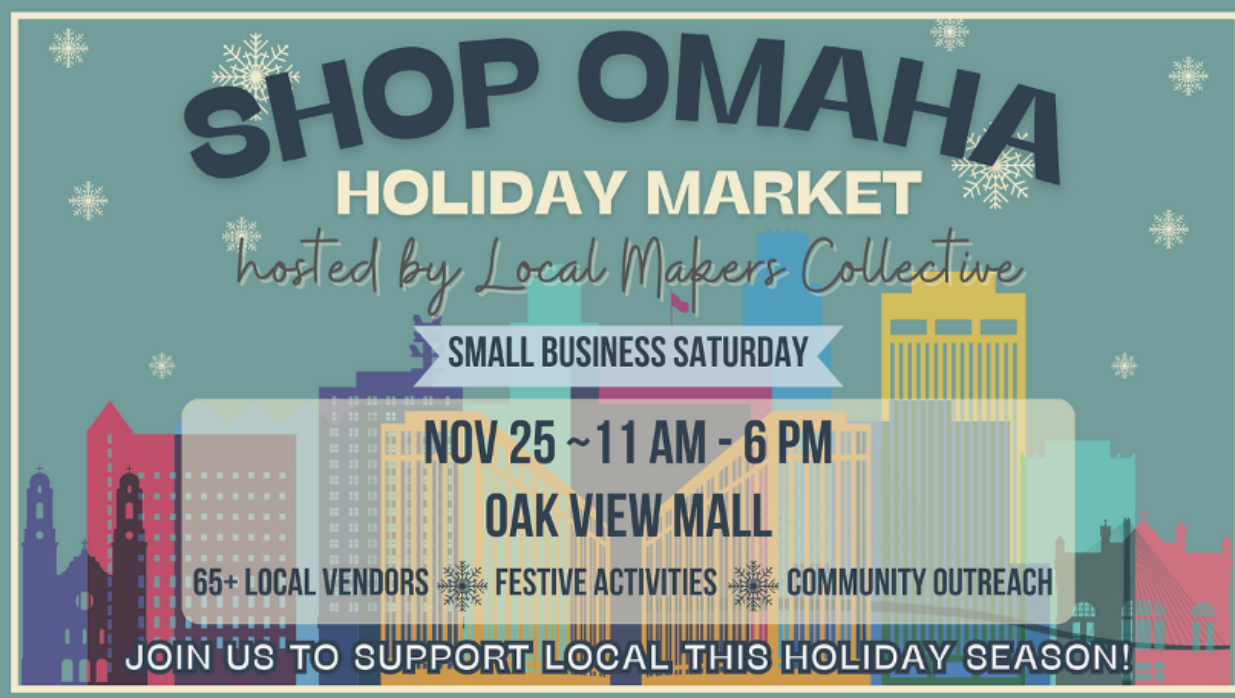 SHOP OMAHA
HOLIDAY MARKET
hosted by Local Makers Collective
SMALL BUSINESS SATURDAY
NOV 25 ~11 AM - 6 PM
OAK VIEW MALL
65+ LOCAL VENDORS FESTIVE ACTIVITIES COMMUNITY OUTREACH
JOIN US TO SUPPORT LOCAL THIS HOLIDAY SEASON!